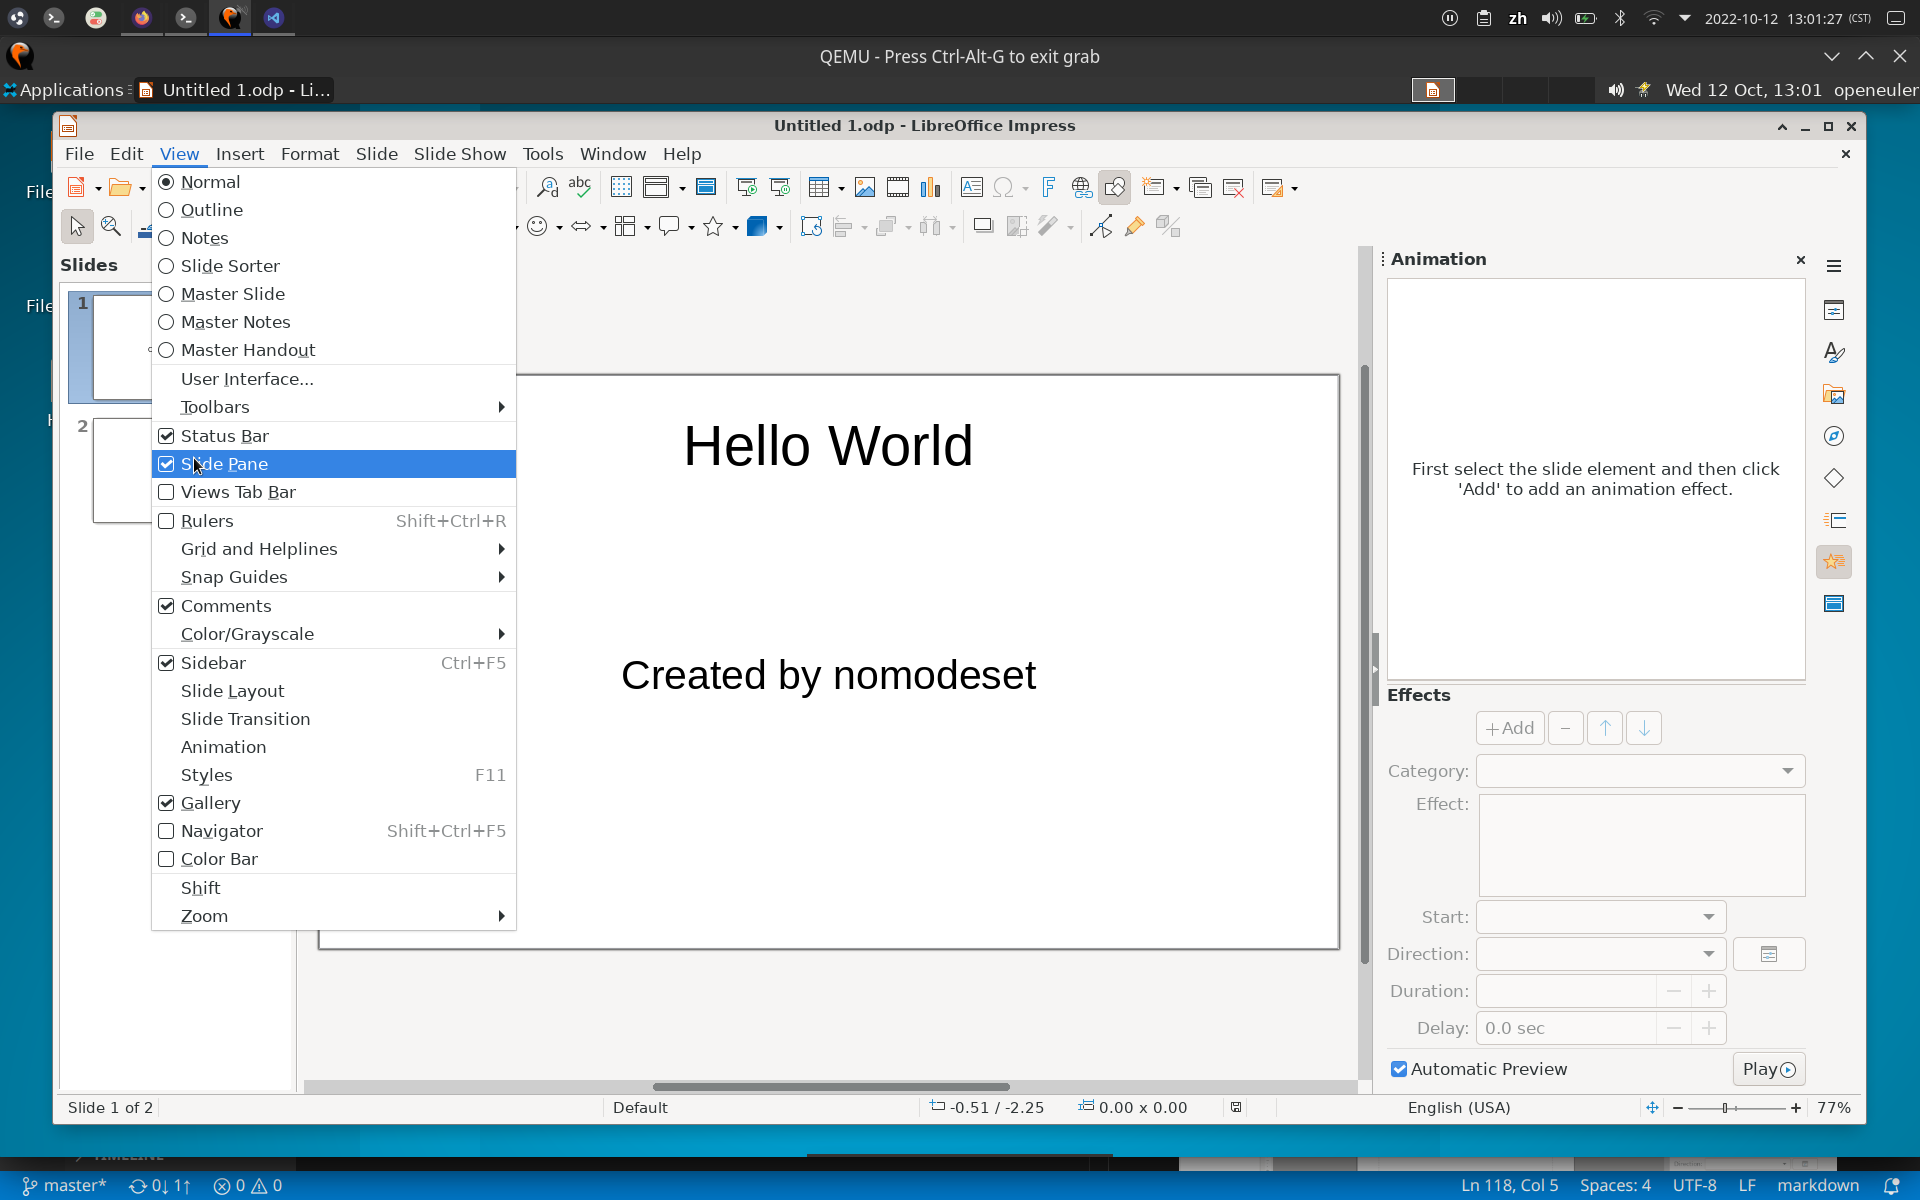 zh
2022-10-12 13:01:27 (CST)
QEMU - Press Ctrl-Alt-G to exit grab
Applications
Untitled 1.odp - Li...
Wed 12 Oct, 13:01 openeuler
Untitled 1.odp - LibreOffice Impress
File Edit View Insert Format Slide Slide Show Tools Window Help
File
File
Slides
1
2
Normal
Outline
Notes
Slide Sorter
Master Slide
Master Notes
Master Handout
User Interface...
Toolbars
Status Bar
Slide Pane
Views Tab Bar
Rulers Shift+Ctrl+R
Grid and Helplines
Snap Guides
Comments
Color/Grayscale
Sidebar Ctrl+F5
Slide Layout
Slide Transition
Animation
Styles F11
Gallery
Navigator Shift+Ctrl+F5
Color Bar
Shift
Zoom
Hello World
Created by nomodeset
Animation
First select the slide element and then click
'Add' to add an animation effect.
Effects
Add
Category:
Effect:
Start:
Direction:
Duration:
Delay: 0.0 sec
Automatic Preview Play
Slide 1 of 2
Default
-0.51 / -2.25
0.00 x 0.00
English (USA)
77%
TIMELINE
master*
0↓ 1↑
0 0
Ln 118, Col 5
Spaces: 4
UTF-8
LF
markdown